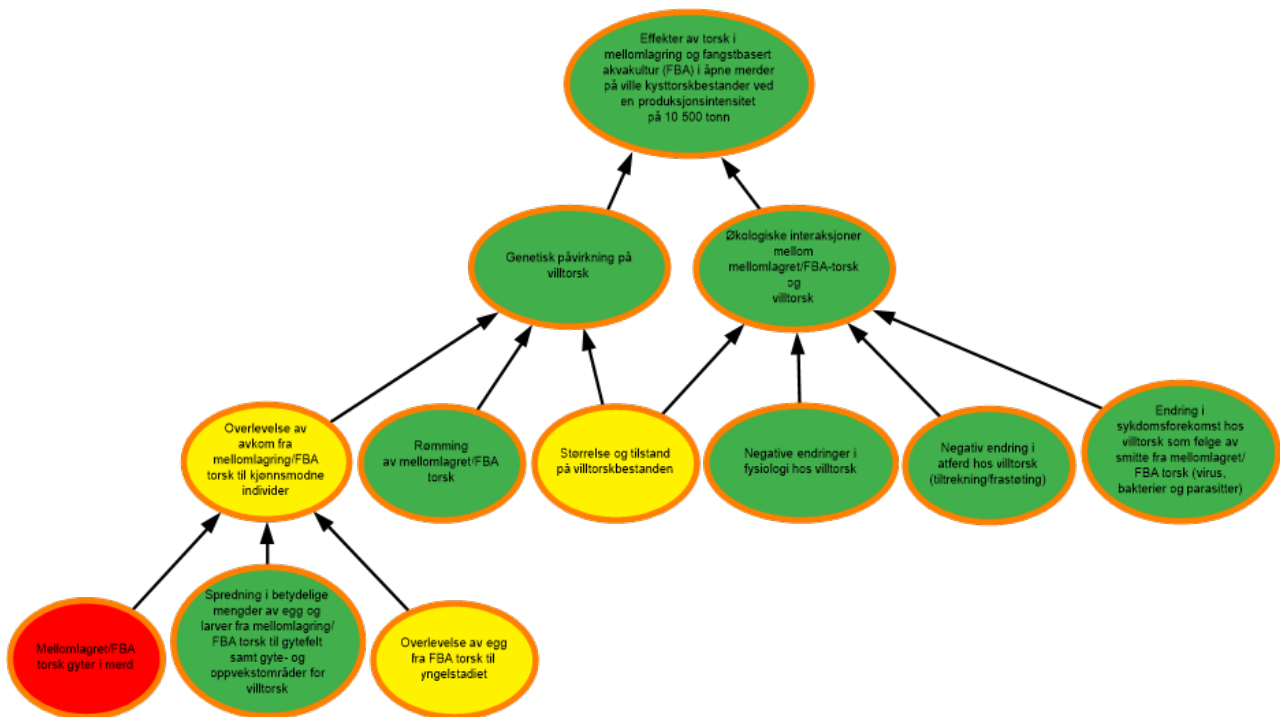 Effekter av torsk i
mellomlagring og fangstbasert
akvakultur (FBA) i åpne merder
på ville kysttorskbestander ved
en produksjonsintensitet
på 10 500 tonn
Genetisk påvirkning på
villtorsk
Økologiske interaksjoner
mellom
mellomlagret/FBA-torsk
og
villtorsk
Overlevelse av
avkom fra
mellomlagring/FBA
torsk til kjønnsmodne
individer
Rømming
av mellomlagret/FBA
torsk
Størrelse og tilstand
på villtorskbestanden
Negative endringer i
fysiologi hos villtorsk
Negativ endring i
atferd hos villtorsk
(tiltrekning/frastøting)
Endring i
sykdomsforekomst hos
villtorsk som følge av
smitte fra mellomlagret/
FBA torsk (virus,
bakterier og parasitter)
Mellomlagret/FBA
torsk gyter i merd
Spredning i betydelige
mengder av egg og
larver fra mellomlagring/
FBA torsk til gytefelt
samt gyte- og
oppvekstområder for
villtorsk
Overlevelse av egg
fra FBA torsk til
yngelstadiet